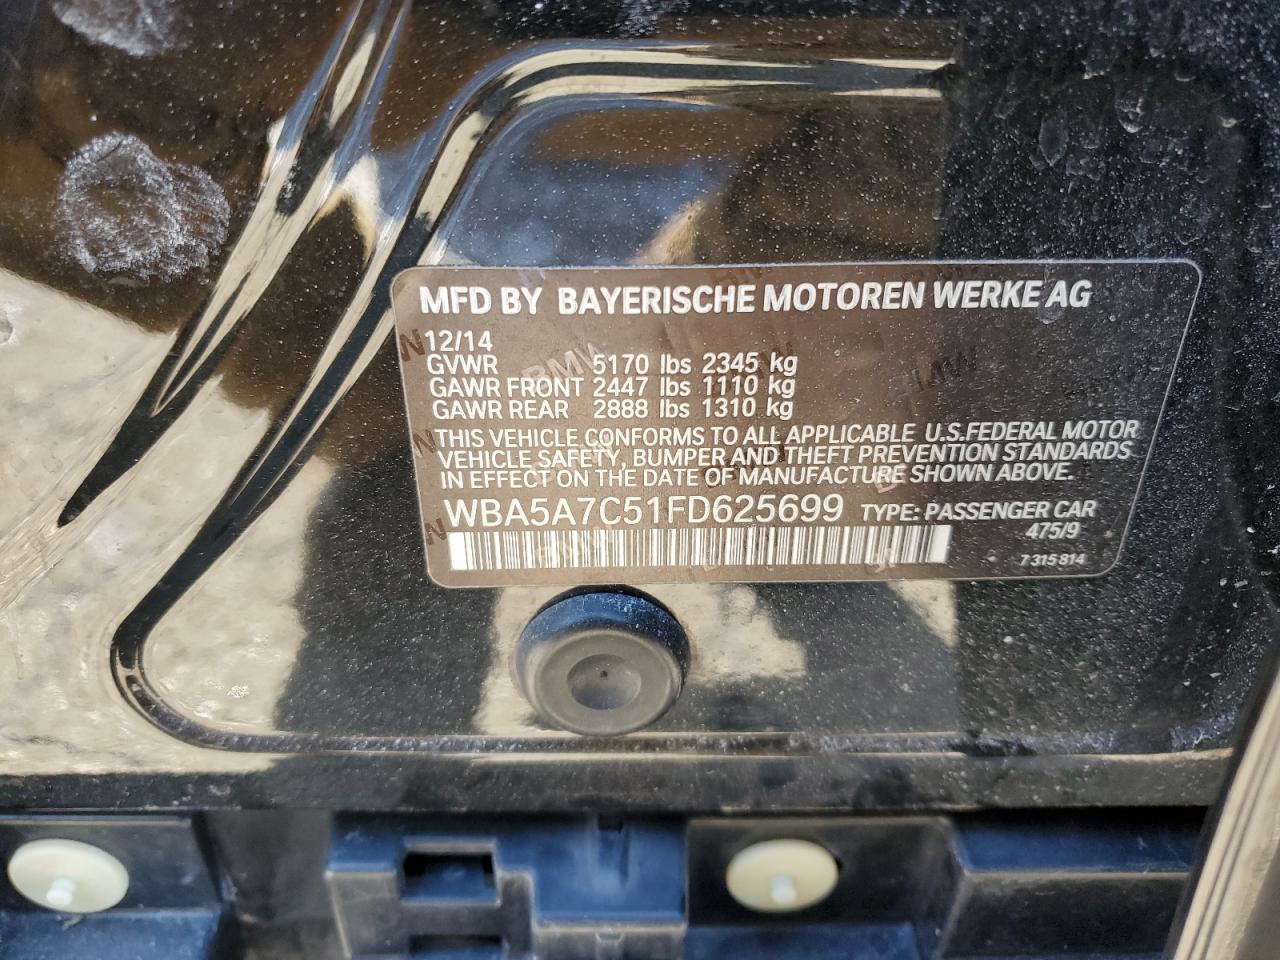 MFD BY BAYERISCHE MOTOREN WERKE AG
12/14
GVWR 5170 lbs 2345 kg
GAWR FRONT 2447 lbs 1110 kg
GAWR REAR 2888 lbs 1310 kg
THIS VEHICLE CONFORMS TO ALL APPLICABLE U.S.FEDERAL MOTOR
VEHICLE SAFETY, BUMPER AND THEFT PREVENTION STANDARDS
IN EFFECT ON THE DATE OF MANUFACTURE SHOWN ABOVE.
WBA5A7C51FD625699 TYPE: PASSENGER CAR
475/9
7 315 814